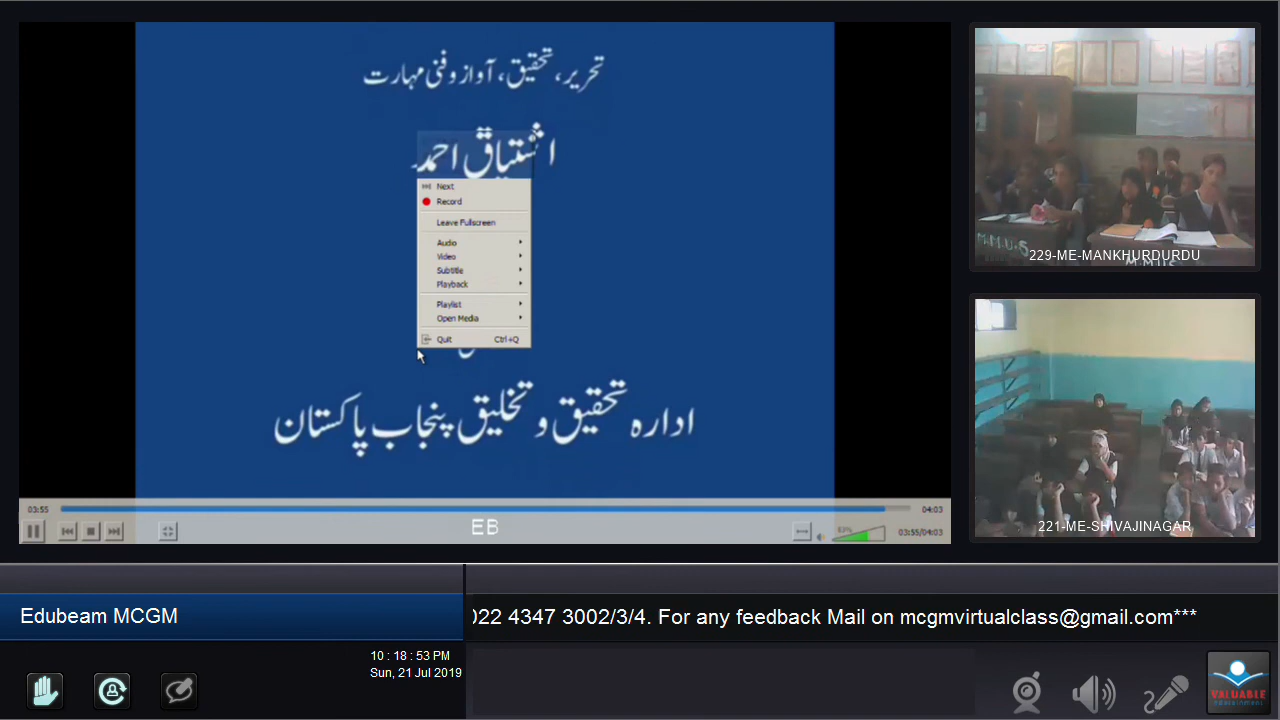 تحریر، تحقیق، آواز و فنی مہارت
اشتیاق احمد
Next
Record
Leave Fullscreen
Audio
Video
Subtitle
Playback
Playlist
Open Media
Quit Ctrl+Q
ادارہ تحقیق و تخلیق پنجاب پاکستان
03:55 04:03
EB
83% 03:55/04:03
229-ME-MANKHURDURDU
M.M.U.S
221-ME-SHIVAJINAGAR
Edubeam MCGM
022 4347 3002/3/4. For any feedback Mail on mcgmvirtualclass@gmail.com***
10 : 18 : 53 PM
Sun, 21 Jul 2019
VALUABLE